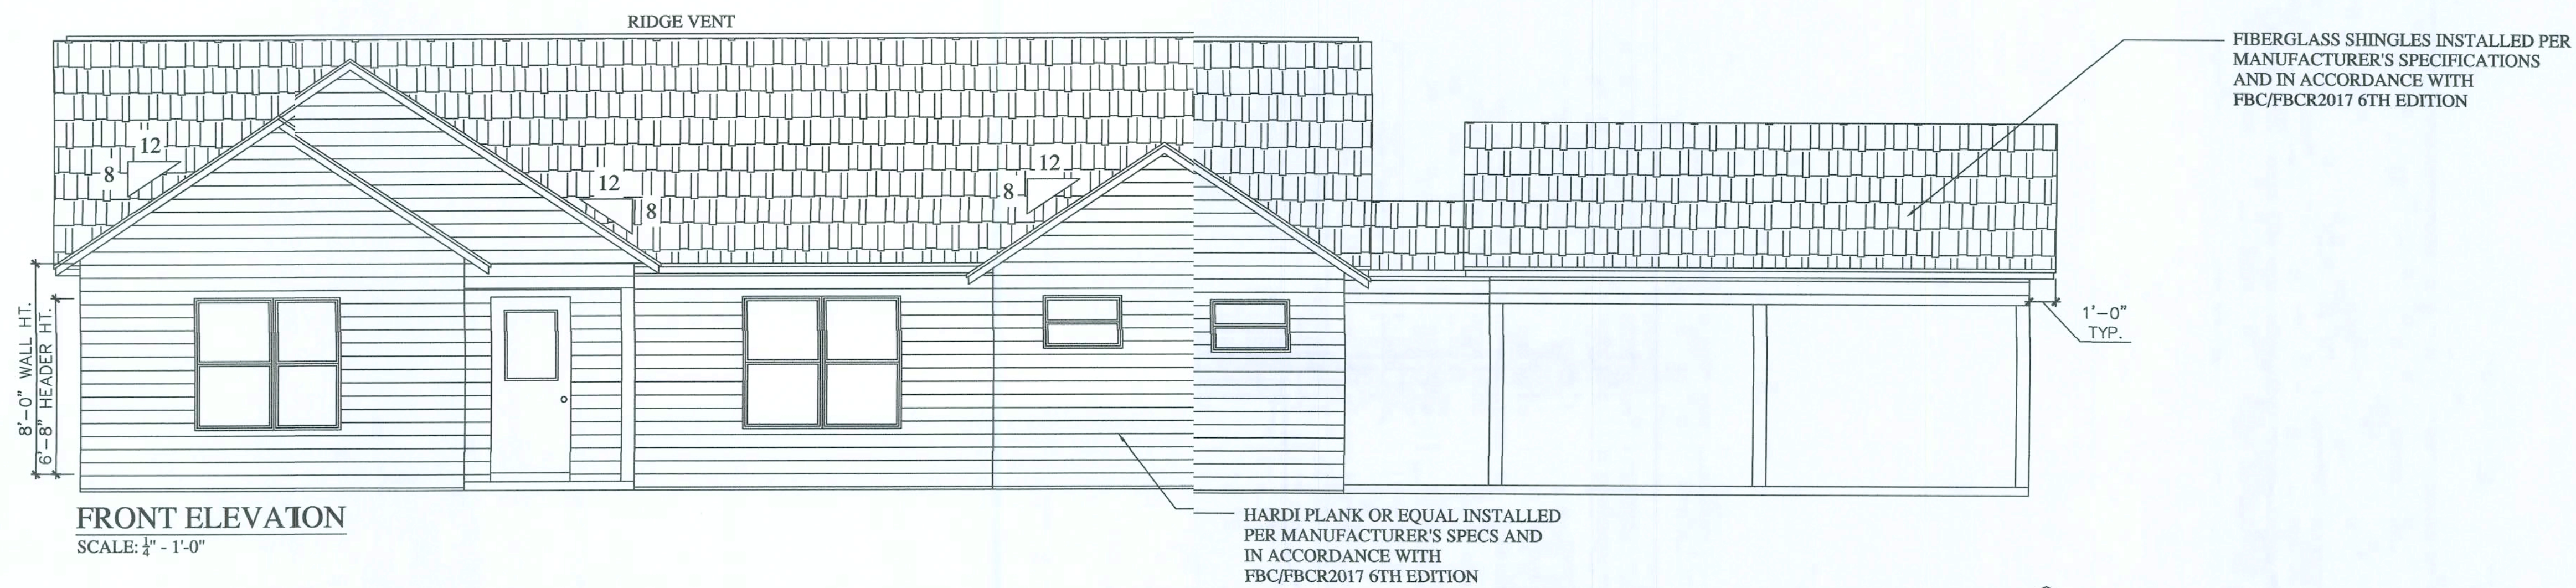 RIDGE VENT
FIBERGLASS SHINGLES INSTALLED PER
MANUFACTURER'S SPECIFICATIONS
AND IN ACCORDANCE WITH
FBC/FBCR2017 6TH EDITION
12
8
12
8
12
8
8'-0" WALL HT.
6'-8" HEADER HT.
1'-0"
TYP.
FRONT ELEVATION
SCALE: ¼" - 1'-0"
HARDI PLANK OR EQUAL INSTALLED
PER MANUFACTURER'S SPECS AND
IN ACCORDANCE WITH
FBC/FBCR2017 6TH EDITION